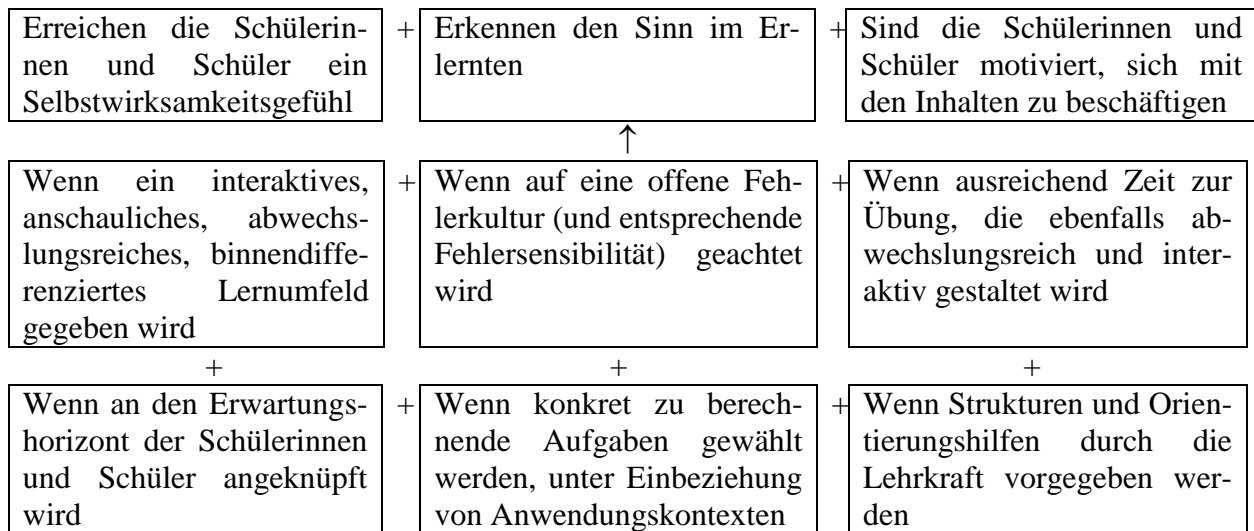 Erreichen die Schülerin-
nen und Schüler ein
Selbstwirksamkeitsgefühl
+
Erkennen den Sinn im Er-
lernten
+
Sind die Schülerinnen und
Schüler motiviert, sich mit
den Inhalten zu beschäftigen
↑
Wenn ein interaktives,
anschauliches, abwechs-
lungsreiches, binnendiffe-
renziertes Lernumfeld
gegeben wird
+
Wenn auf eine offene Feh-
lerkultur (und entsprechende
Fehlersensibilität) geachtet
wird
+
Wenn ausreichend Zeit zur
Übung, die ebenfalls ab-
wechslungsreich und inter-
aktiv gestaltet wird
+ + +
Wenn an den Erwartungs-
horizont der Schülerinnen
und Schüler angeknüpft
wird
+
Wenn konkret zu berech-
nende Aufgaben gewählt
werden, unter Einbeziehung
von Anwendungskontexten
+
Wenn Strukturen und Orien-
tierungshilfen durch die
Lehrkraft vorgegeben wer-
den